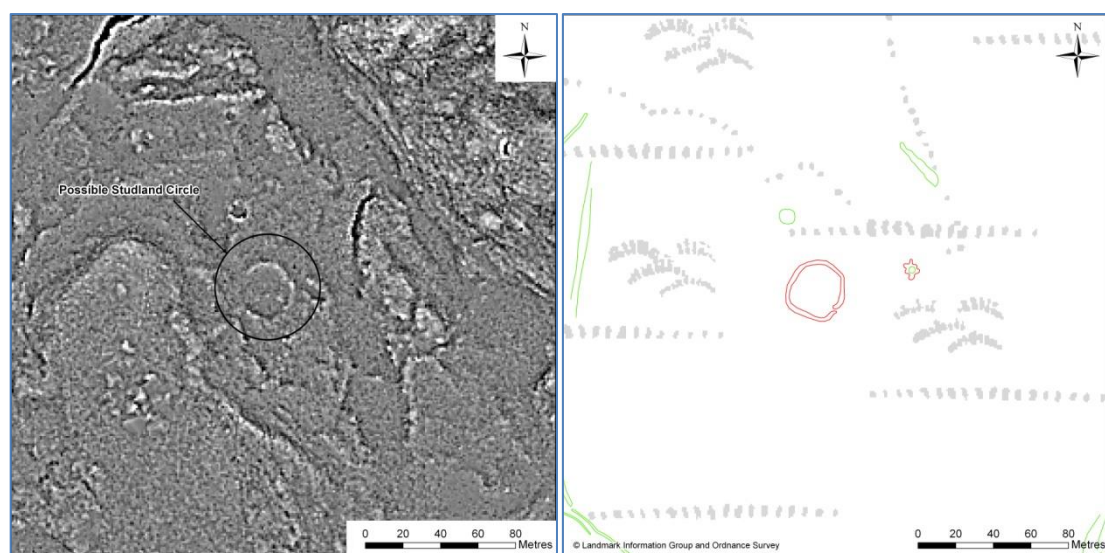 N
Possible Studland Circle
0 20 40 60 80
Metres
N
0 20 40 60 80
Metres
© Landmark Information Group and Ordnance Survey